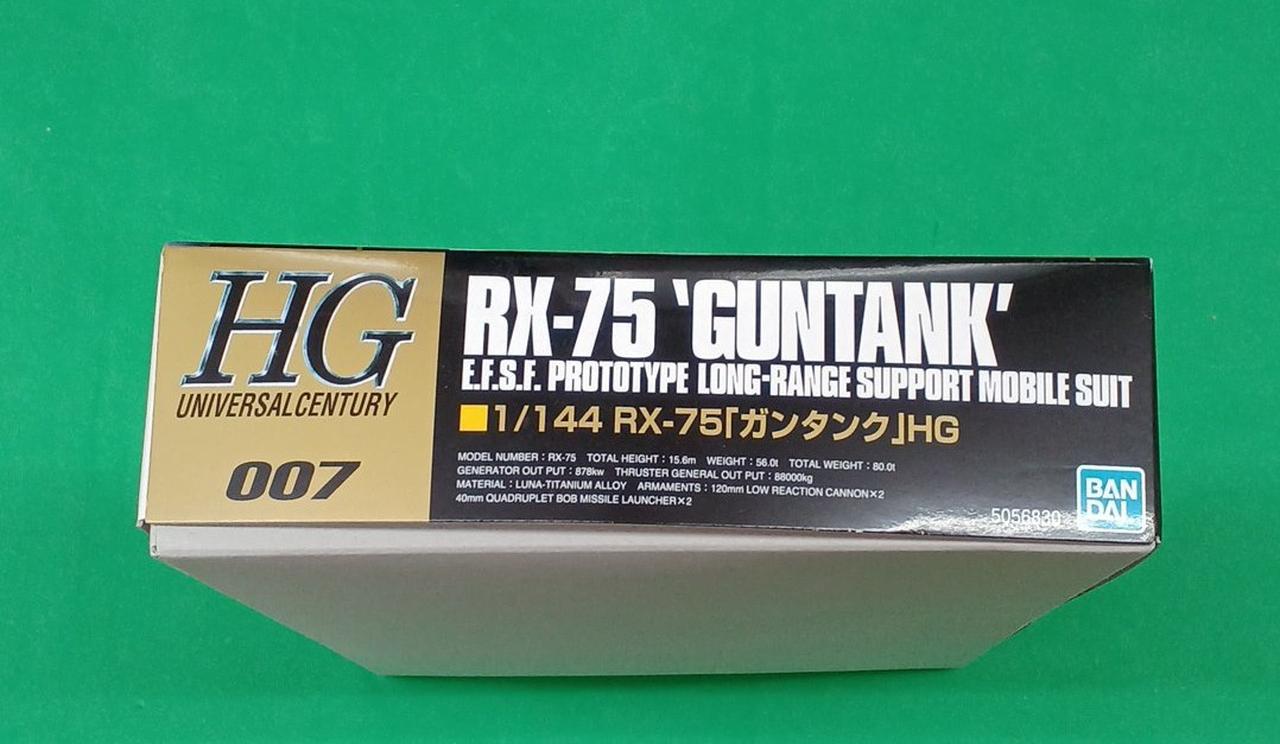 HG
UNIVERSALCENTURY
007
RX-75 'GUNTANK'
E.F.S.F. PROTOTYPE LONG-RANGE SUPPORT MOBILE SUIT
1/144 RX-75「ガンタンク」HG
MODEL NUMBER : RX-75 TOTAL HEIGHT : 15.6m WEIGHT : 56.0t TOTAL WEIGHT : 80.0t
GENERATOR OUT PUT : 878kw THRUSTER GENERAL OUT PUT : 88000kg
MATERIAL : LUNA-TITANIUM ALLOY ARMAMENTS : 120mm LOW REACTION CANNON×2
40mm QUADRUPLET BOB MISSILE LAUNCHER×2
5056830
BAN
DAI